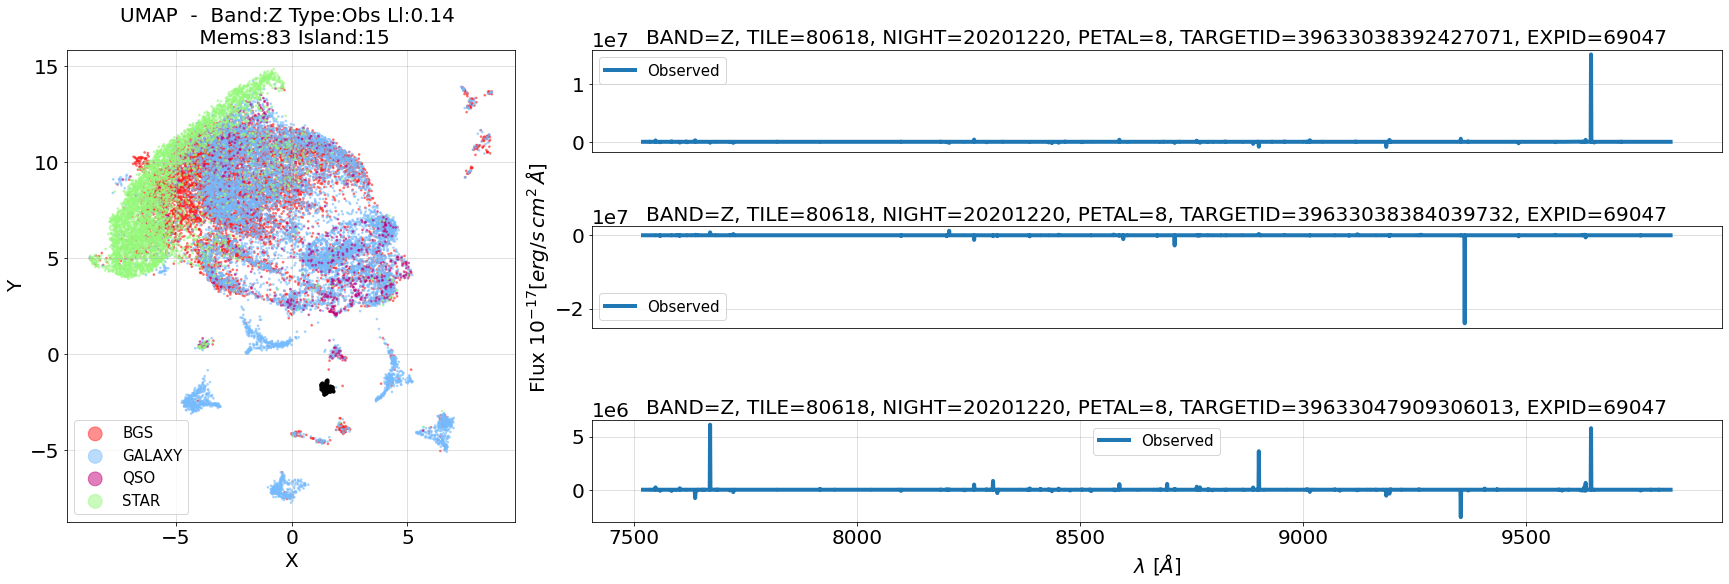 UMAP - Band:Z Type:Obs Ll:0.14
Mems:83 Island:15
15
10
5
0
−5
Y
−5
0
5
X
BGS
GALAXY
QSO
STAR
Flux 10−17[erg/s cm2 Å]
1e7
BAND=Z, TILE=80618, NIGHT=20201220, PETAL=8, TARGETID=39633038392427071, EXPID=69047
Observed
1
0
1e7
BAND=Z, TILE=80618, NIGHT=20201220, PETAL=8, TARGETID=39633038384039732, EXPID=69047
0
−2
Observed
1e6
BAND=Z, TILE=80618, NIGHT=20201220, PETAL=8, TARGETID=39633047909306013, EXPID=69047
Observed
5
0
7500
8000
8500
9000
9500
λ [Å]